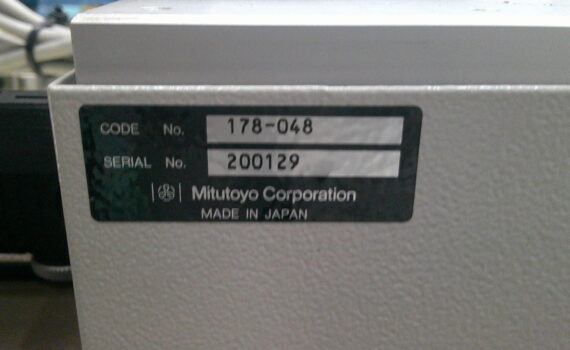 CODE No. 178-048
SERIAL No. 200129
Mitutoyo Corporation
MADE IN JAPAN